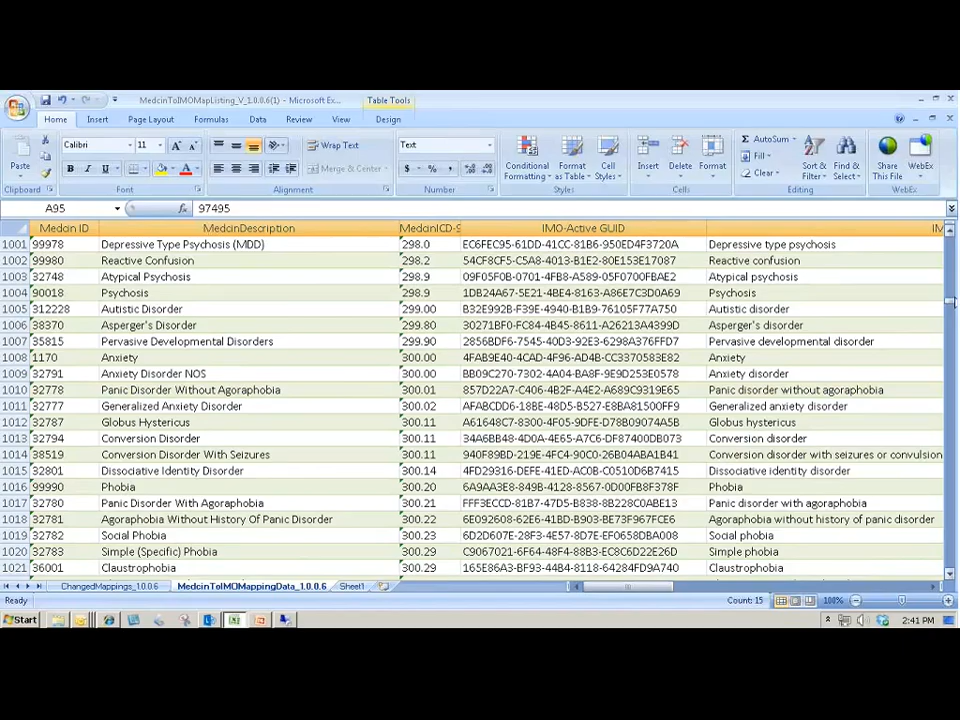 MedcinToIMOMapListing_V_1.0.0.6(1) - Microsoft Ex... Table Tools
Home Insert Page Layout Formulas Data Review View Design
Paste Calibri 11 A A Wrap Text Text AutoSum
B I U A Merge & Center $ % , Conditional Formatting Format as Table Cell Styles Insert Delete Format Fill Clear Sort & Filter Find & Select Share This File WebEx
Clipboard Font Alignment Number Styles Cells Editing WebEx
A95 fx 97495
Medcin ID MedcinDescription MedcinICD-9 IMO-Active GUID IM
1001 99978 Depressive Type Psychosis (MDD) 298.0 EC6FEC95-61DD-41CC-81B6-950ED4F3720A Depressive type psychosis
1002 99980 Reactive Confusion 298.2 54CF8CF5-C5A8-4013-B1E2-80E153E17087 Reactive confusion
1003 32748 Atypical Psychosis 298.9 09F05F0B-0701-4FB8-A589-05F0700FBAE2 Atypical psychosis
1004 90018 Psychosis 298.9 1DB24A67-5E21-4BE4-8163-A86E7C3D0A69 Psychosis
1005 312228 Autistic Disorder 299.00 B32E992B-3F9E-4940-B1B9-76105F77A750 Autistic disorder
1006 38370 Asperger's Disorder 299.80 30271BF0-FC84-4B45-8611-A26213A4399D Asperger's disorder
1007 35815 Pervasive Developmental Disorders 299.90 2856BDF6-7545-40D3-92E3-6298A376FFD7 Pervasive developmental disorder
1008 1170 Anxiety 300.00 4FAB9E40-4CAD-4F96-AD4B-CC3370583E82 Anxiety
1009 32791 Anxiety Disorder NOS 300.00 BB09C270-7302-4A04-BA8F-9E9D253E0578 Anxiety disorder
1010 32778 Panic Disorder Without Agoraphobia 300.01 857D22A7-C406-4B2F-A4E2-A689C9319E65 Panic disorder without agoraphobia
1011 32777 Generalized Anxiety Disorder 300.02 AFABCDD6-18BE-48D5-B527-E8BA81500FF9 Generalized anxiety disorder
1012 32787 Globus Hystericus 300.11 A61648C7-8300-4F05-9DFE-D78B09074A5B Globus hystericus
1013 32794 Conversion Disorder 300.11 34A6BB48-4D0A-4E65-A7C6-DF87400DB073 Conversion disorder
1014 38519 Conversion Disorder With Seizures 300.11 940F89BD-219E-4FC4-90C0-26B04ABA1B41 Conversion disorder with seizures or convulsion
1015 32801 Dissociative Identity Disorder 300.14 4FD29316-DEFE-41ED-AC0B-C0510D6B7415 Dissociative identity disorder
1016 99990 Phobia 300.20 6A9AA3E8-849B-4128-8567-0D00FB8F378F Phobia
1017 32780 Panic Disorder With Agoraphobia 300.21 FFF3ECCD-81B7-47D5-B838-8B228C0ABE13 Panic disorder with agoraphobia
1018 32781 Agoraphobia Without History Of Panic Disorder 300.22 6E092608-62E6-41BD-B903-BE73F967FCE6 Agoraphobia without history of panic disorder
1019 32782 Social Phobia 300.23 6D2D607E-28F3-4E57-8D7E-EF0658DBA008 Social phobia
1020 32783 Simple (Specific) Phobia 300.29 C9067021-6F64-48F4-88B3-EC8C6D22E26D Simple phobia
1021 36001 Claustrophobia 300.29 165E86A3-BF93-44B4-8118-64284FD9A740 Claustrophobia
ChangedMappings_1.0.0.6 MedcinToIMOMappingData_1.0.0.6 Sheet1
Ready Count: 15 100%
Start 2:41 PM